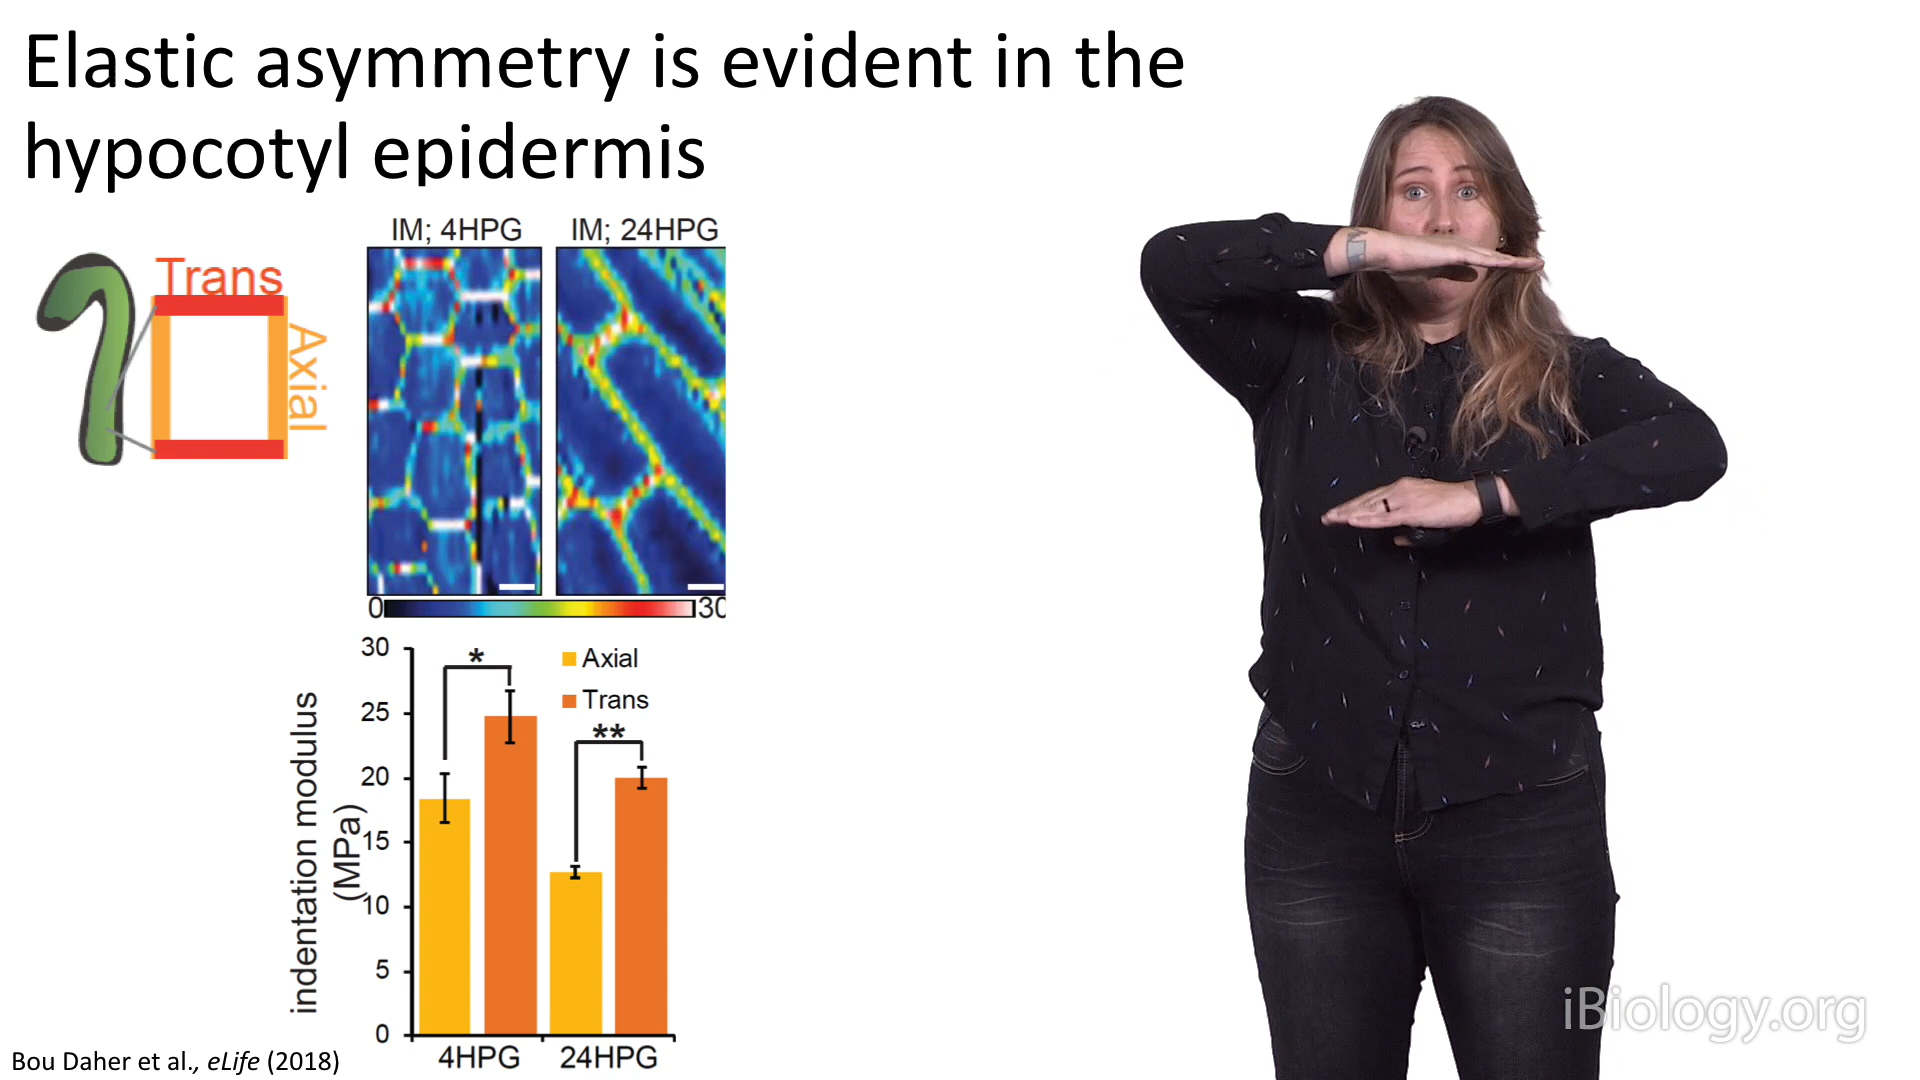 Elastic asymmetry is evident in the
hypocotyl epidermis
IM; 4HPG
IM; 24HPG
Trans
Axial
0
30
30
25
20
15
10
5
0
indentation modulus
(MPa)
*
**
Axial
Trans
4HPG
24HPG
Bou Daher et al., eLife (2018)
iBiology.org